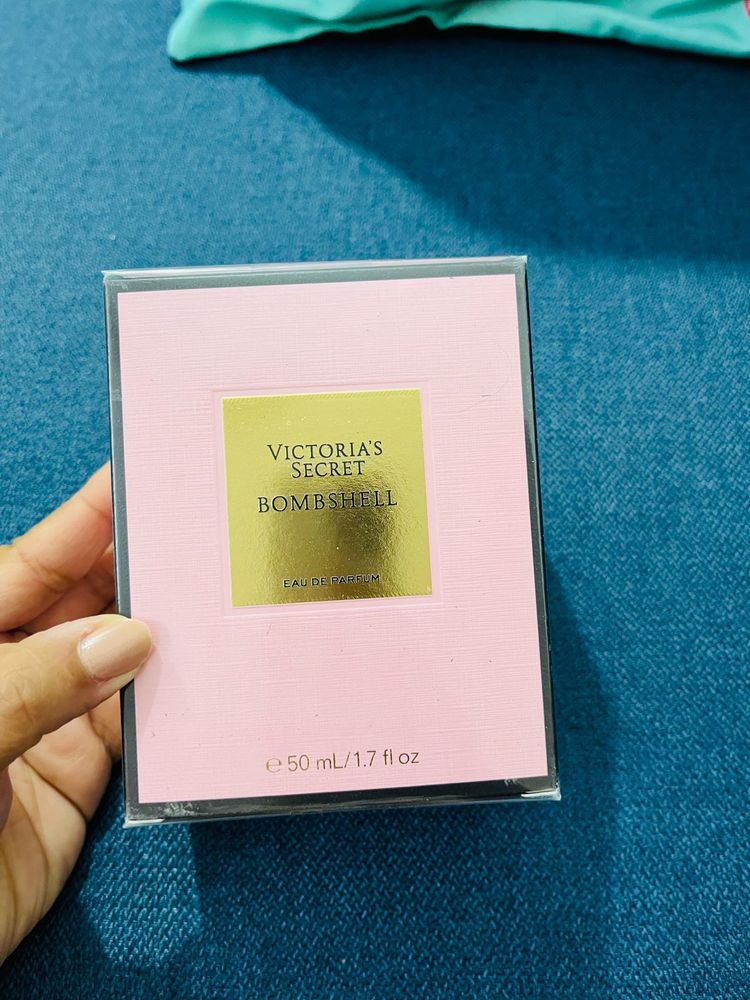 VICTORIA'S
SECRET
BOMBSHELL
EAU DE PARFUM
℮ 50 mL/1.7 fl oz